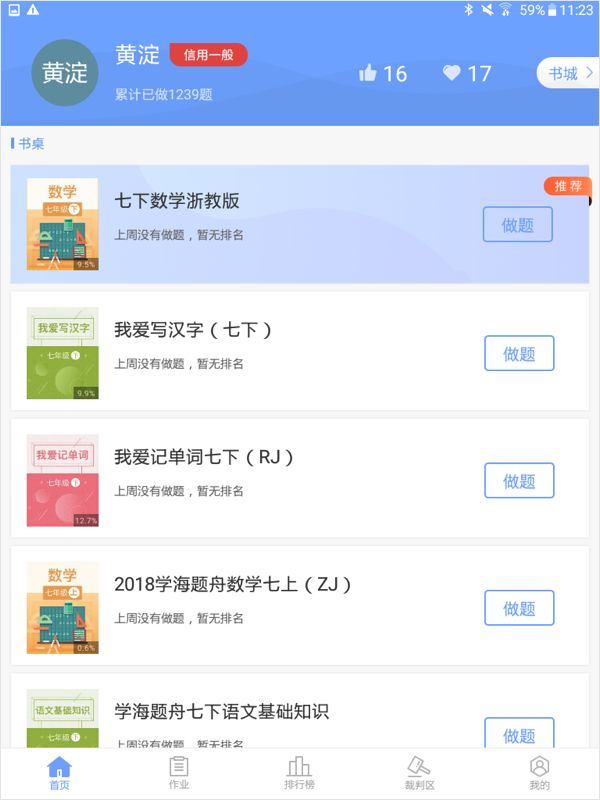 59% 11:23
黄淀
黄淀
信用一般
累计已做1239题
16
17
书城
书桌
推荐
数学
七年级 下
9.5%
七下数学浙教版
上周没有做题，暂无排名
做题
我爱写汉字
七年级 下
9.9%
我爱写汉字（七下）
上周没有做题，暂无排名
做题
我爱记单词
七年级 下
12.7%
我爱记单词七下（RJ）
上周没有做题，暂无排名
做题
数学
七年级 上
0.6%
2018学海题舟数学七上（ZJ）
上周没有做题，暂无排名
做题
语文基础知识
七年级 下
学海题舟七下语文基础知识
上周没有做题，暂无排名
做题
首页
作业
排行榜
裁判区
我的